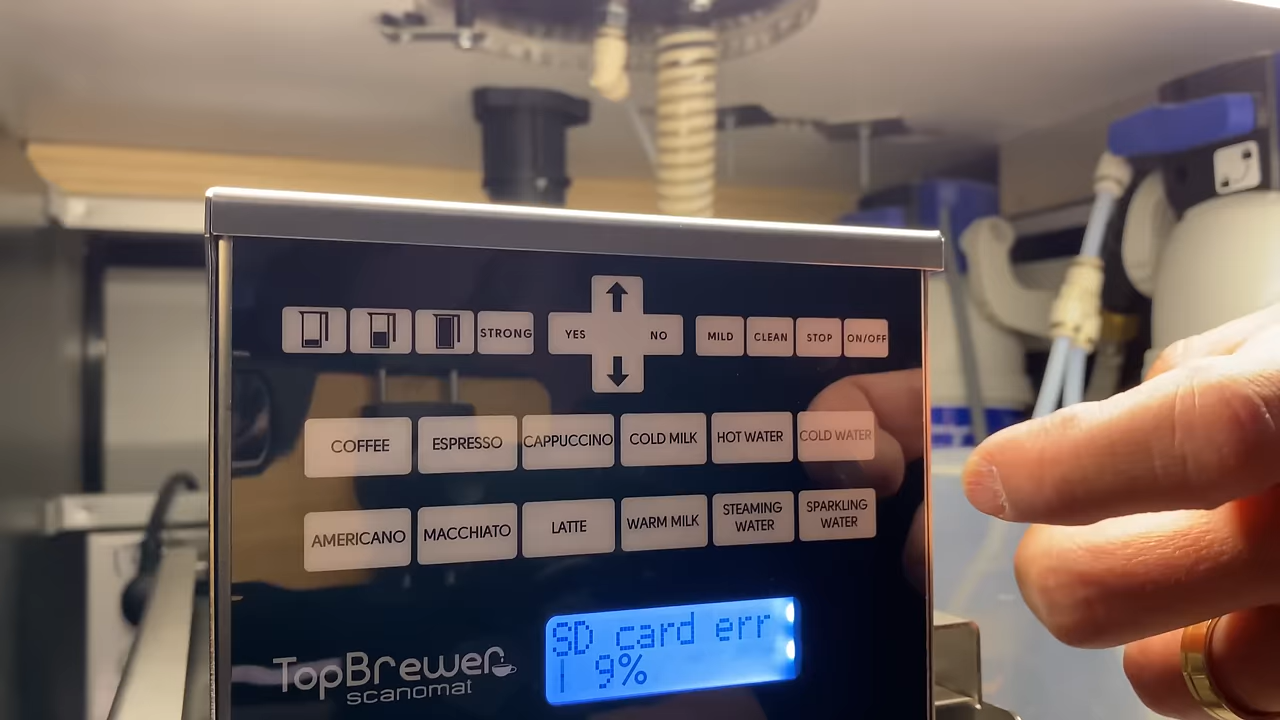 STRONG
YES
NO
MILD
CLEAN
STOP
ON/OFF
COFFEE
ESPRESSO
CAPPUCCINO
COLD MILK
HOT WATER
COLD WATER
AMERICANO
MACCHIATO
LATTE
WARM MILK
STEAMING
WATER
SPARKLING
WATER
SD card err
| 9%
TopBrewer
scanomat